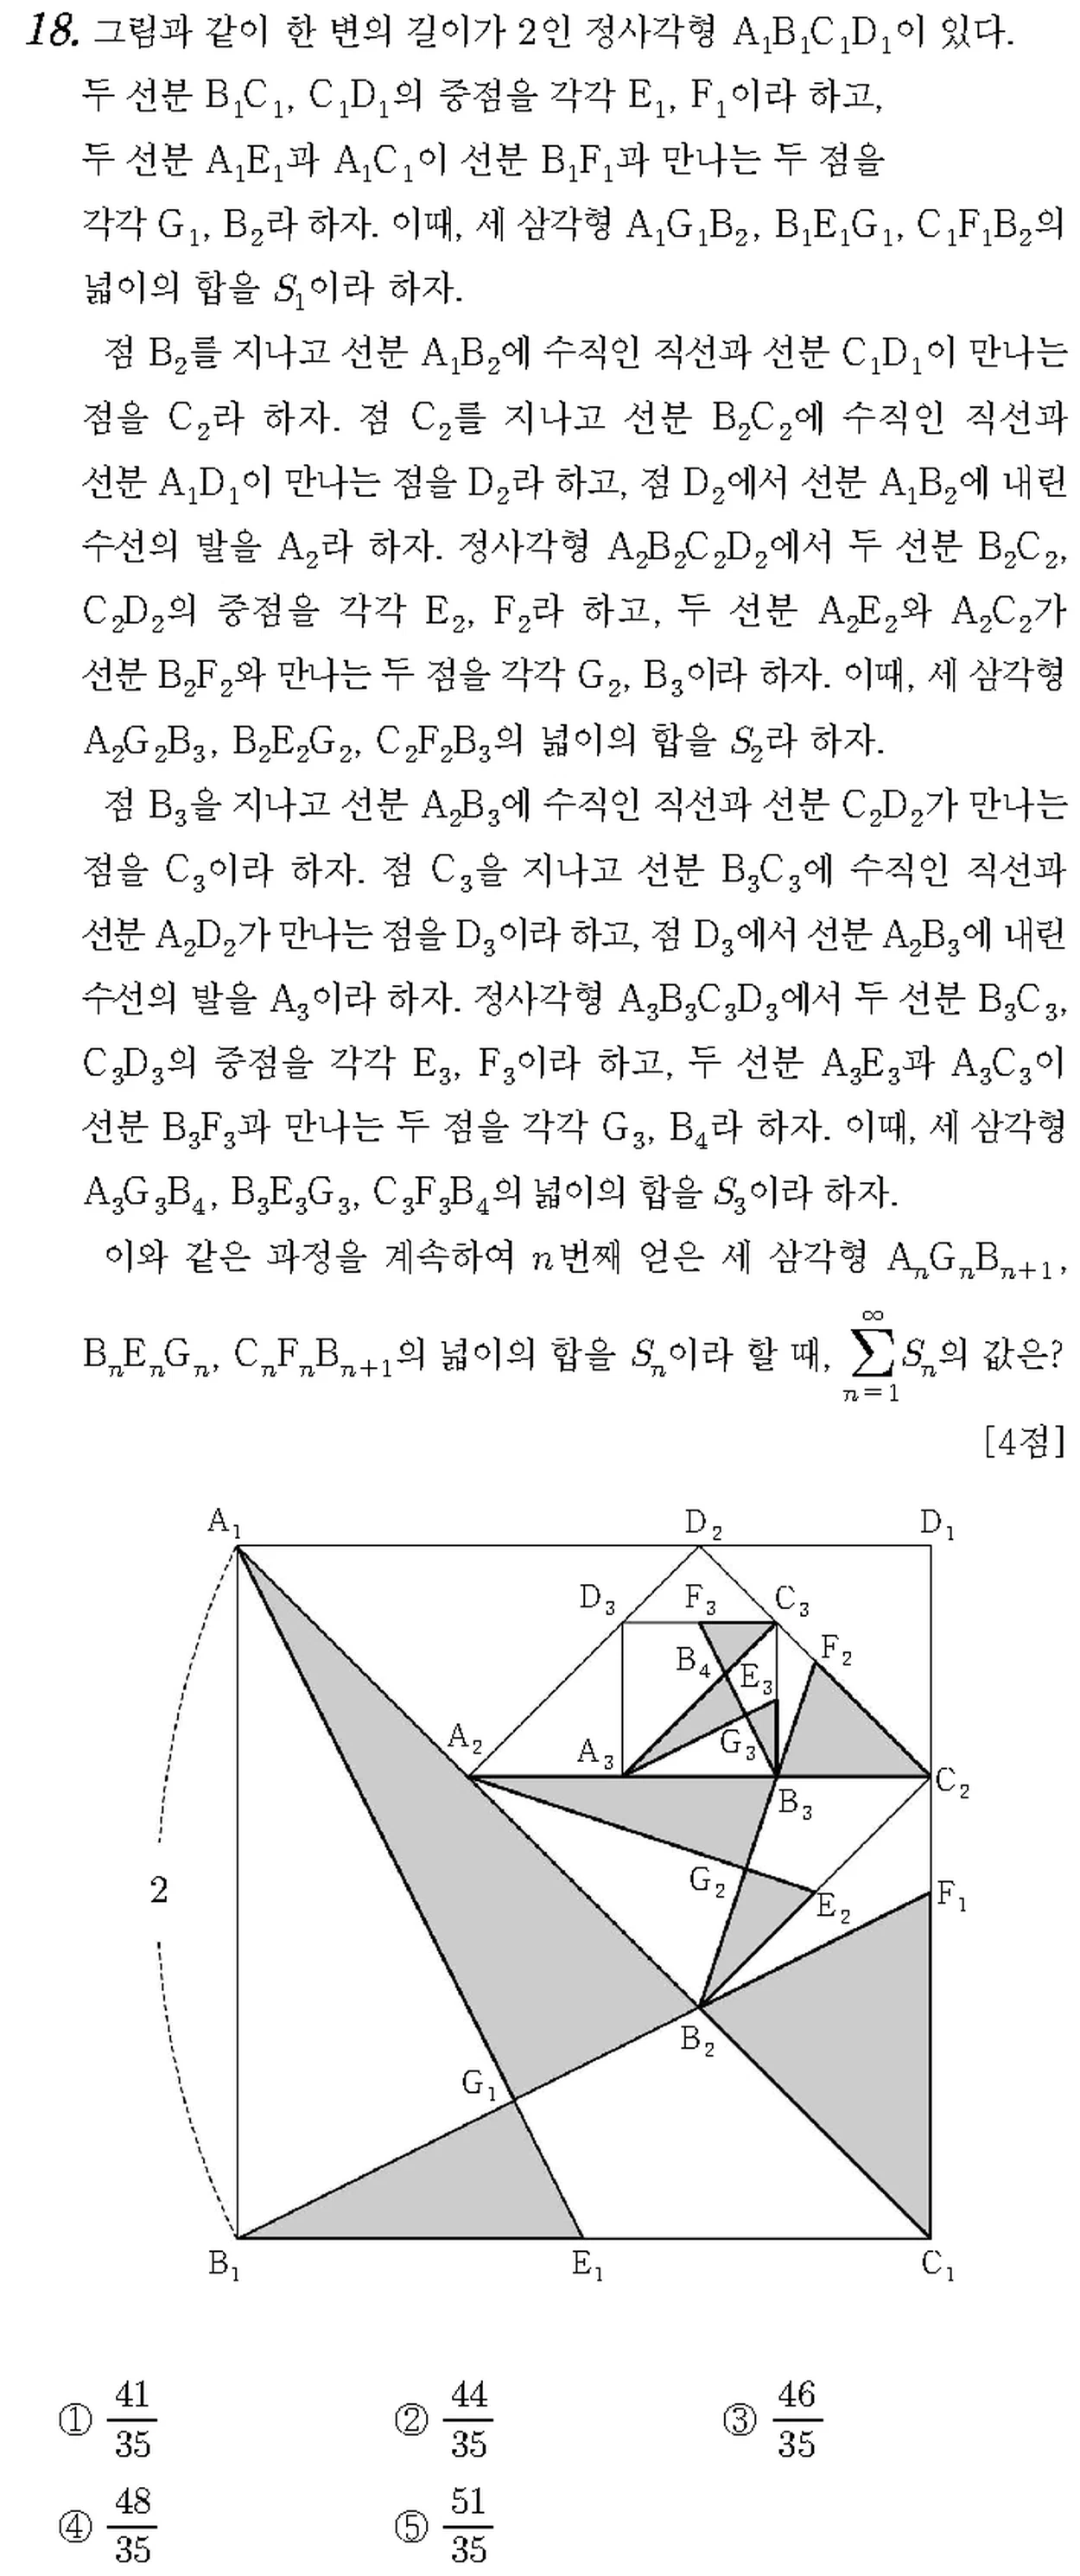 18. 그림과 같이 한 변의 길이가 2인 정사각형 A₁B₁C₁D₁이 있다.
두 선분 B₁C₁, C₁D₁의 중점을 각각 E₁, F₁이라 하고,
두 선분 A₁E₁과 A₁C₁이 선분 B₁F₁과 만나는 두 점을
각각 G₁, B₂라 하자. 이때, 세 삼각형 A₁G₁B₂, B₁E₁G₁, C₁F₁B₂의
넓이의 합을 S₁이라 하자.
점 B₂를 지나고 선분 A₁B₂에 수직인 직선과 선분 C₁D₁이 만나는
점을 C₂라 하자. 점 C₂를 지나고 선분 B₂C₂에 수직인 직선과
선분 A₁D₁이 만나는 점을 D₂라 하고, 점 D₂에서 선분 A₁B₂에 내린
수선의 발을 A₂라 하자. 정사각형 A₂B₂C₂D₂에서 두 선분 B₂C₂,
C₂D₂의 중점을 각각 E₂, F₂라 하고, 두 선분 A₂E₂와 A₂C₂가
선분 B₂F₂와 만나는 두 점을 각각 G₂, B₃이라 하자. 이때, 세 삼각형
A₂G₂B₃, B₂E₂G₂, C₂F₂B₃의 넓이의 합을 S₂라 하자.
점 B₃을 지나고 선분 A₂B₃에 수직인 직선과 선분 C₂D₂가 만나는
점을 C₃이라 하자. 점 C₃을 지나고 선분 B₃C₃에 수직인 직선과
선분 A₂D₂가 만나는 점을 D₃이라 하고, 점 D₃에서 선분 A₂B₃에 내린
수선의 발을 A₃이라 하자. 정사각형 A₃B₃C₃D₃에서 두 선분 B₃C₃,
C₃D₃의 중점을 각각 E₃, F₃이라 하고, 두 선분 A₃E₃과 A₃C₃이
선분 B₃F₃과 만나는 두 점을 각각 G₃, B₄라 하자. 이때, 세 삼각형
A₃G₃B₄, B₃E₃G₃, C₃F₃B₄의 넓이의 합을 S₃이라 하자.
이와 같은 과정을 계속하여 n번째 얻은 세 삼각형 AₙGₙBₙ₊₁,
BₙEₙGₙ, CₙFₙBₙ₊₁의 넓이의 합을 Sₙ이라 할 때, ∑_{n=1}^{∞} Sₙ의 값은?
[4점]
A₁ D₂ D₁
D₃ F₃ C₃
F₂
B₄ E₃
A₂ A₃ G₃
B₃ C₂
2 G₂ E₂ F₁
B₂
G₁
B₁ E₁ C₁
① 41/35 ② 44/35 ③ 46/35
④ 48/35 ⑤ 51/35